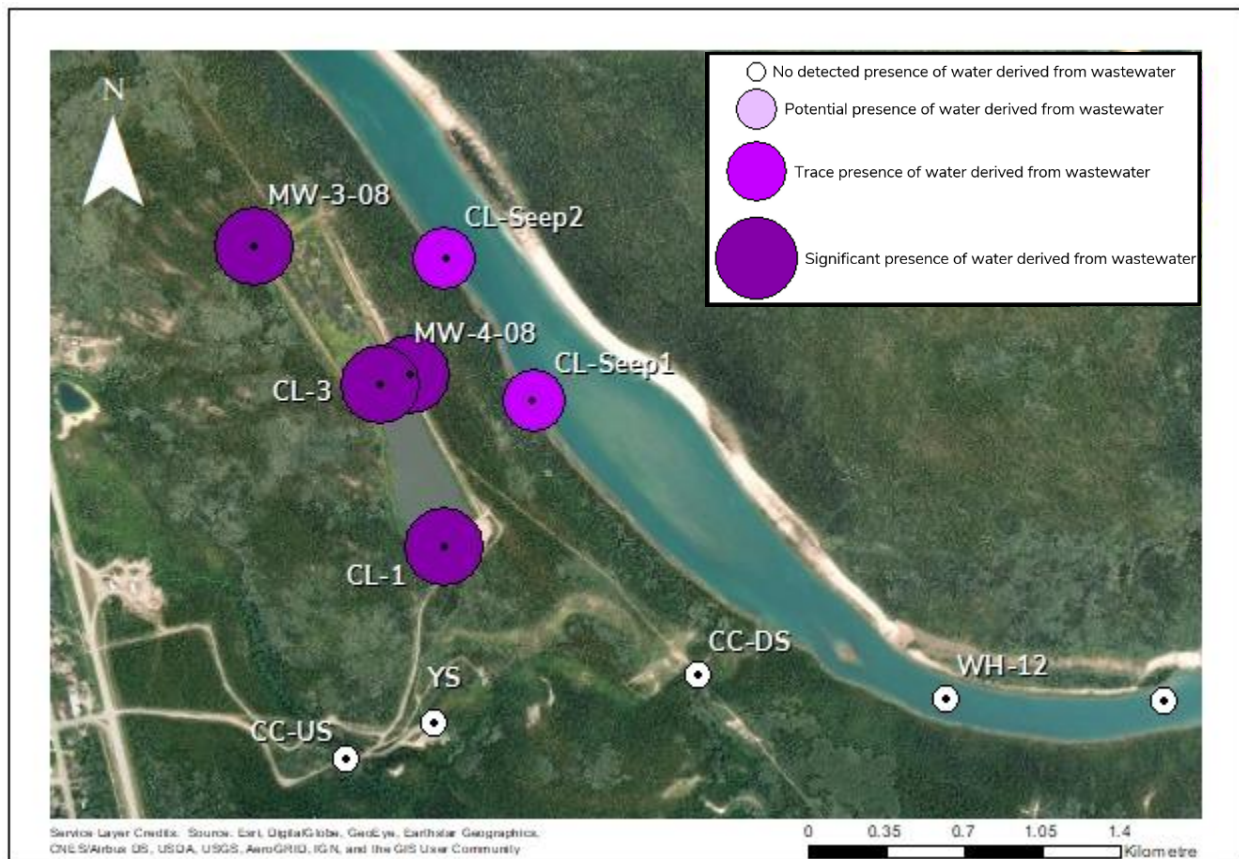 No detected presence of water derived from wastewater
Potential presence of water derived from wastewater
Trace presence of water derived from wastewater
Significant presence of water derived from wastewater
N
MW-3-08
CL-Seep2
MW-4-08
CL-Seep1
CL-3
CL-1
CC-DS
WH-12
YS
CC-US
Service Layer Credits: Source: Esri, DigitalGlobe, GeoEye, Earthstar Geographics,
CNES/Airbus DS, USDA, USGS, AeroGRID, IGN, and the GIS User Community
0 0.35 0.7 1.05 1.4
Kilometre